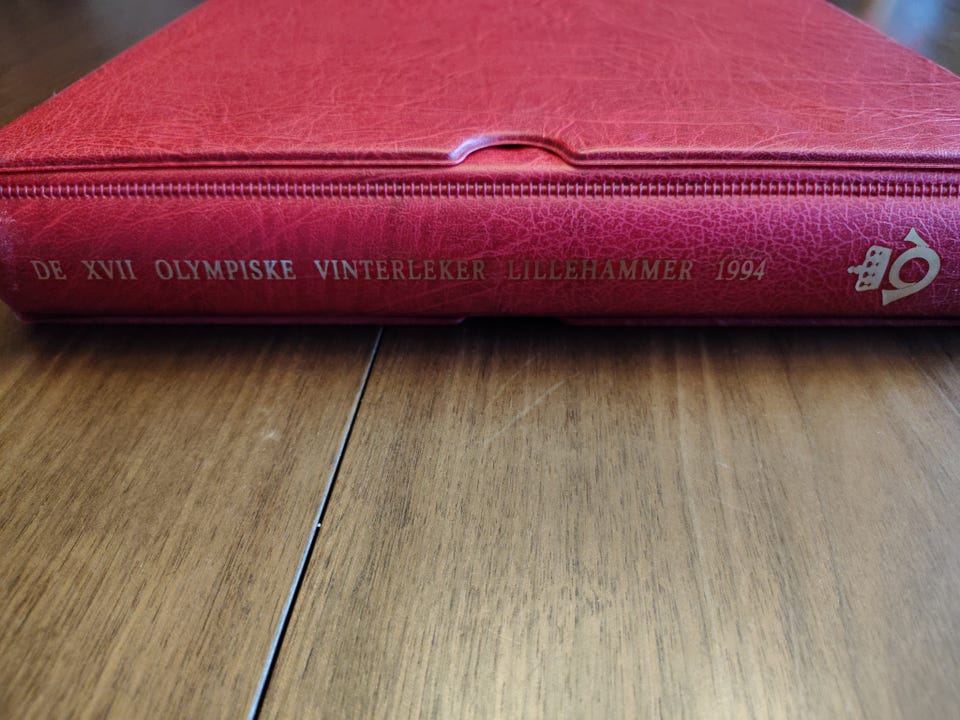 DE XVII OLYMPISKE VINTERLEKER LILLEHAMMER 1994